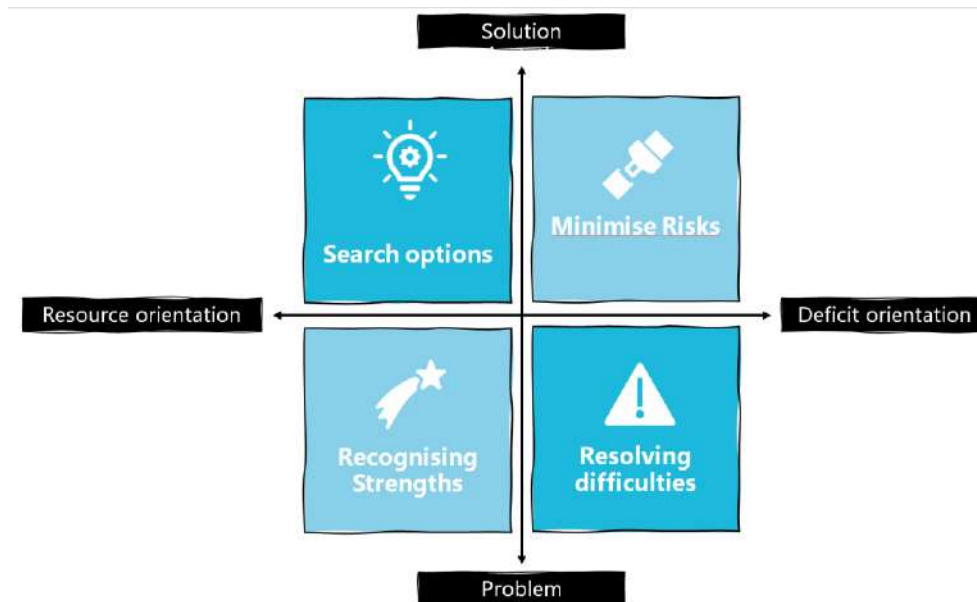 Solution
Search options
Minimise Risks
Resource orientation
Deficit orientation
Recognising
Strengths
Resolving
difficulties
Problem